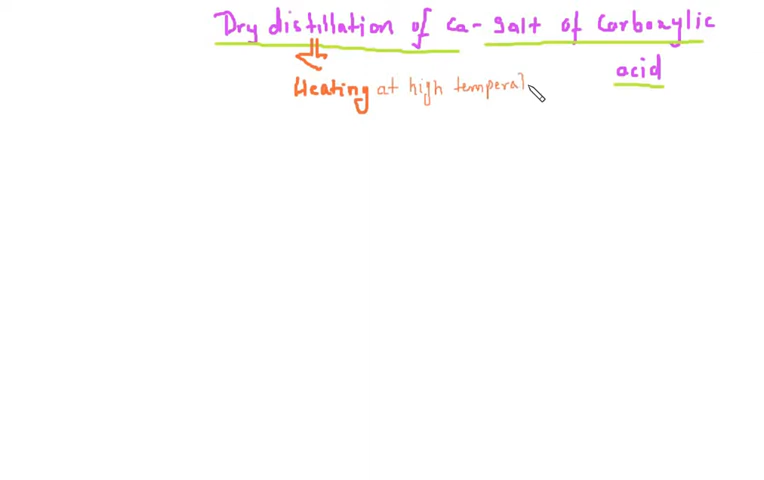 Dry distillation of Ca-Salt of Carboxylic
acid
Heating at high temperat